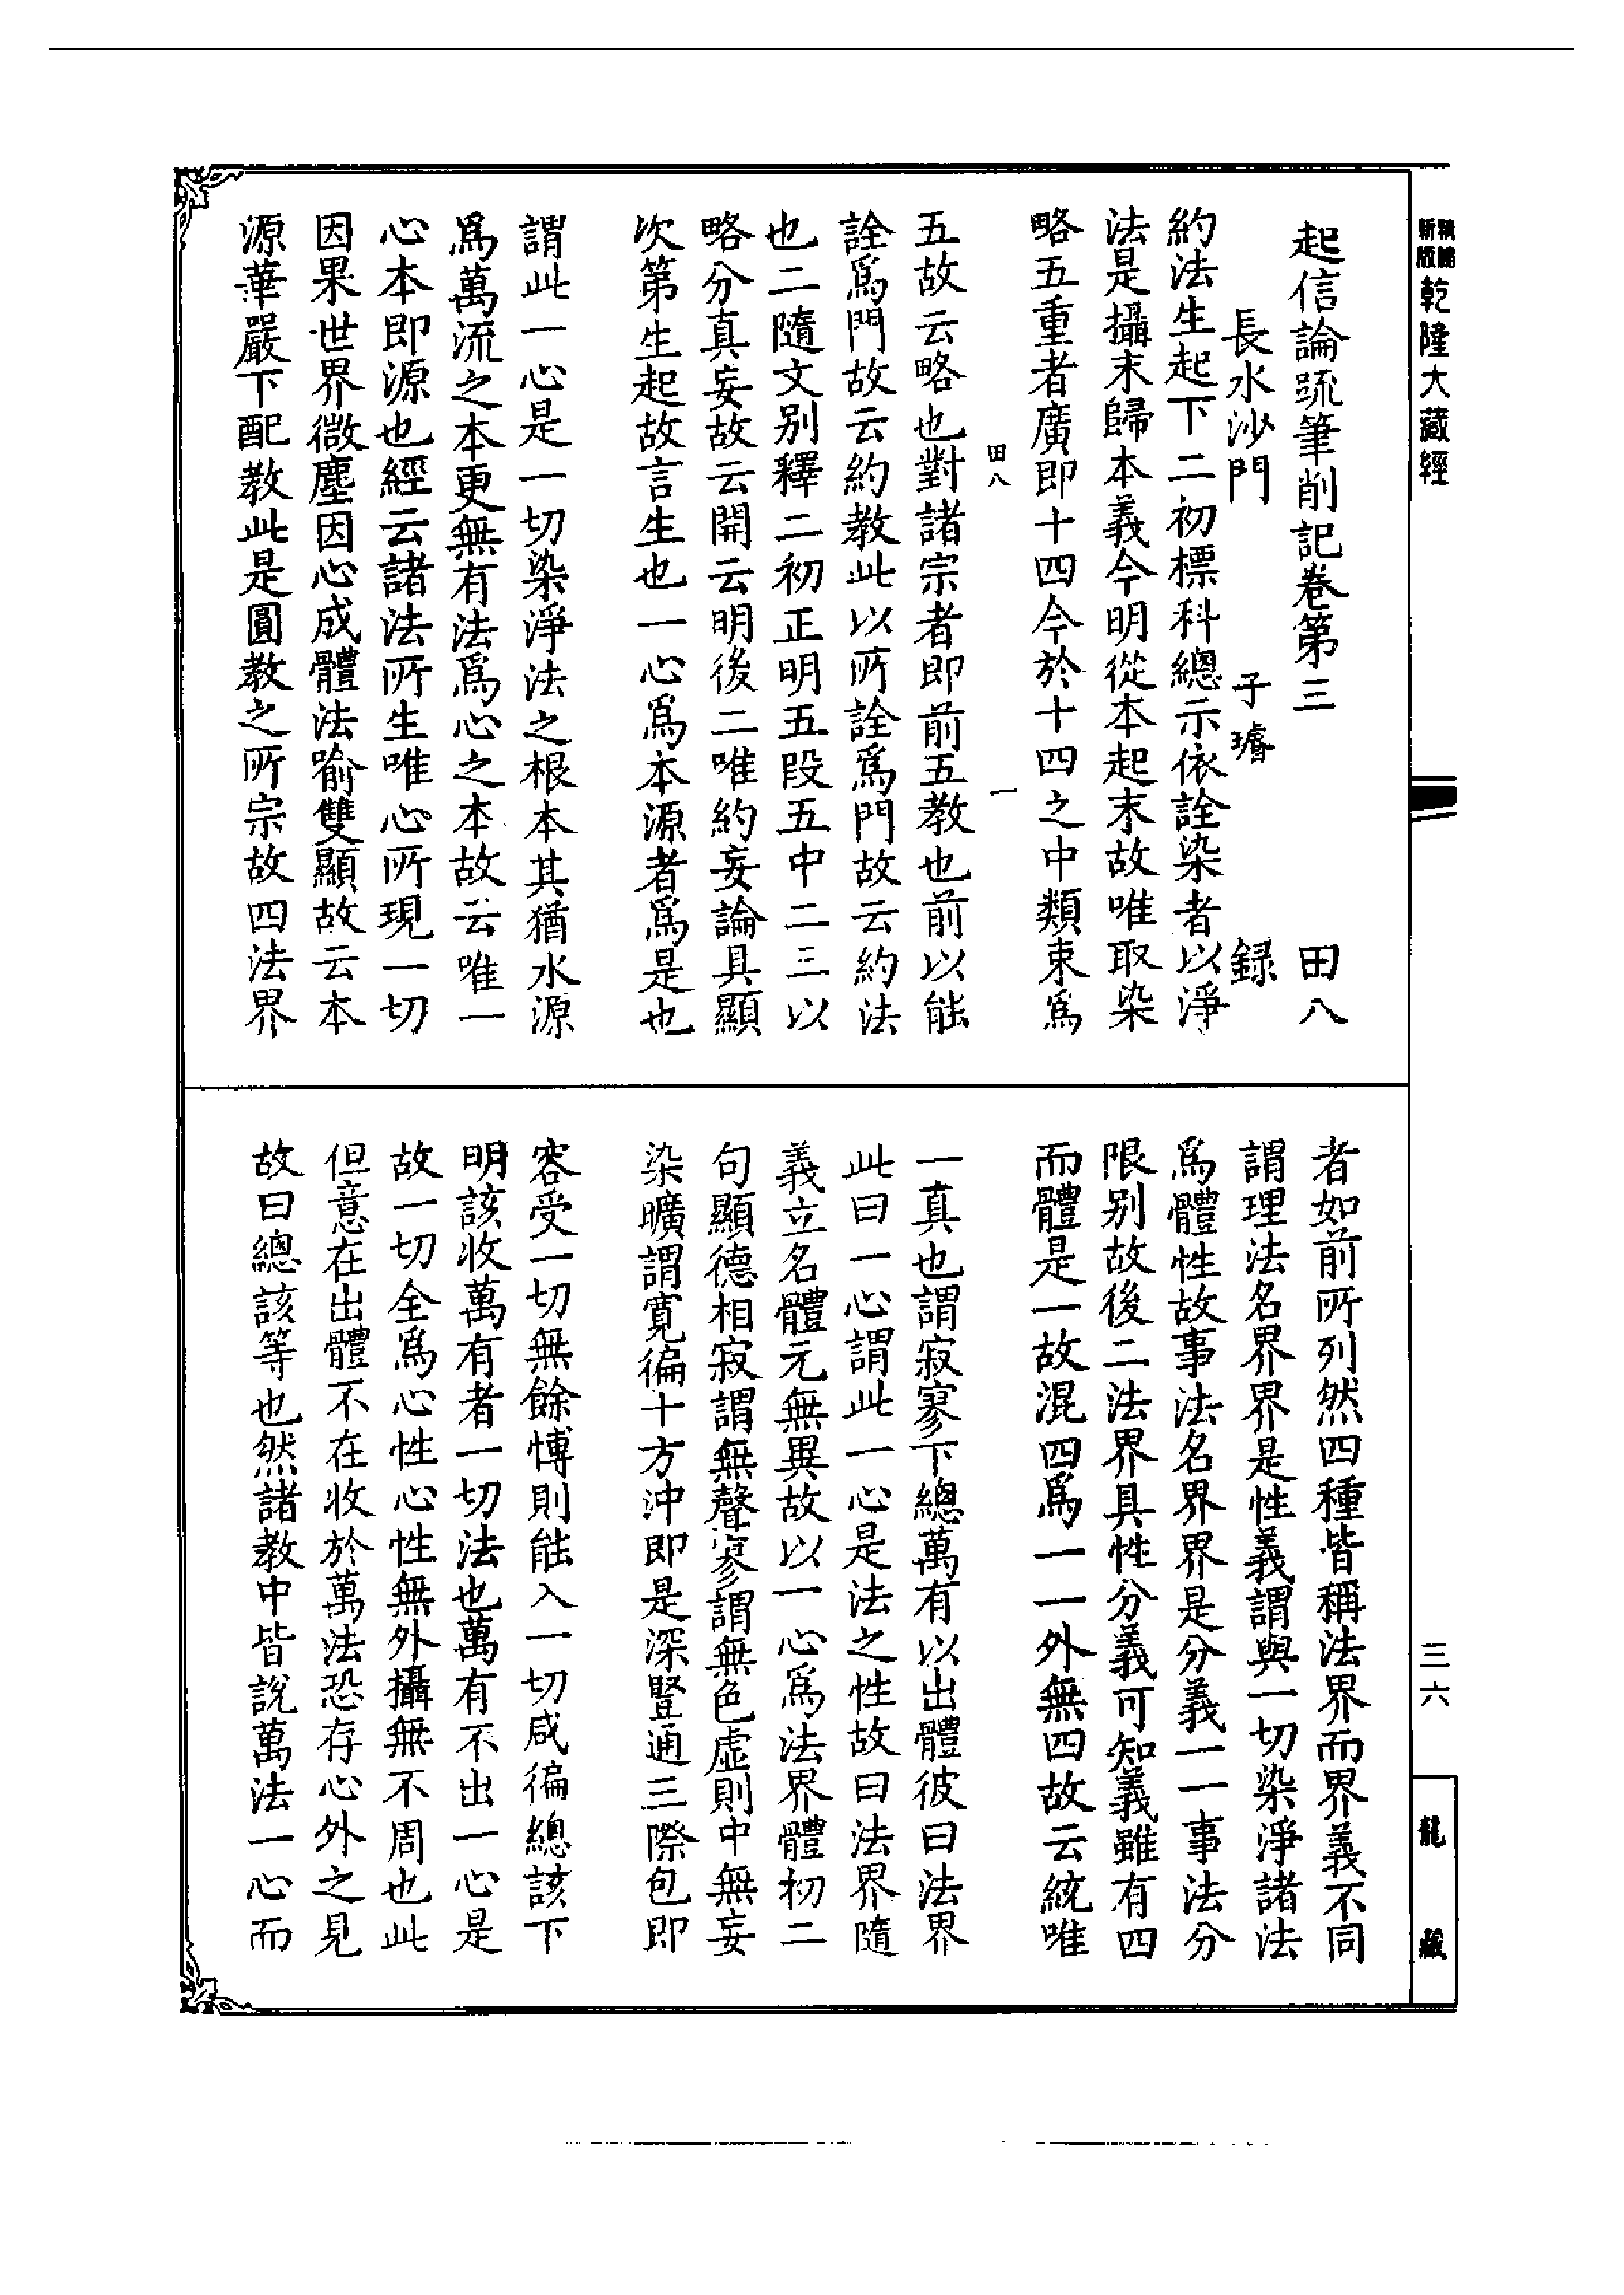 新編縮版乾隆大藏經
三六
龍藏
起信論疏筆削記卷第三 田八
長水沙門 子璿 録
約法生起下二初標科總示依詮染者以淨
法是攝末歸本義今明從本起末故唯取染
略五重者廣即十四今於十四之中類束爲
田八 一
五故云略也對諸宗者即前五教也前以能
詮爲門故云約教此以所詮爲門故云約法
也二隨文别釋二初正明五段五中二三以
略分真妄故云開云明後二唯約妄論具顯
次第生起故言生也一心爲本源者爲是也
謂此一心是一切染淨法之根本其猶水源
爲萬流之本更無有法爲心之本故云唯一
心本即源也經云諸法所生唯心所現一切
因果世界微塵因心成體法喻雙顯故云本
源華嚴下配教此是圓教之所宗故四法界
者如前所列然四種皆稱法界而界義不同
謂理法名界界是性義謂與一切染淨諸法
爲體性故事法名界界是分義一一事法分
限别故後二法界具性分義可知義雖有四
而體是一故混四爲一一外無四故云統唯
一真也謂寂寥下總萬有以出體彼曰法界
此曰一心謂此一心是法之性故曰法界隨
義立名體元無異故以一心爲法界體初二
句顯德相寂謂無聲寥謂無色虛則中無妄
染曠謂寬徧十方沖即是深豎通三際包即
容受一切無餘愽則能入一切咸徧總該下
明該收萬有者一切法也萬有不出一心是
故一切全爲心性心性無外攝無不周也此
但意在出體不在收於萬法恐存心外之見
故曰總該等也然諸教中皆說萬法一心而